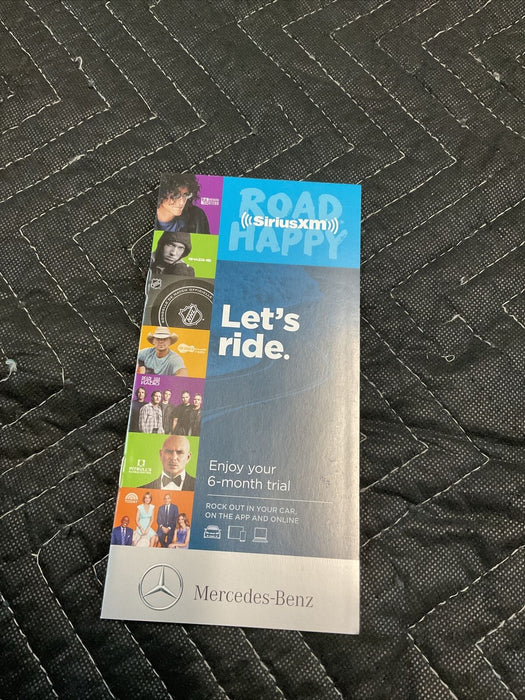 ROAD
((SiriusXM))
HAPPY
Let's
ride.
Enjoy your
6-month trial
ROCK OUT IN YOUR CAR,
ON THE APP AND ONLINE
TODAY
Mercedes-Benz